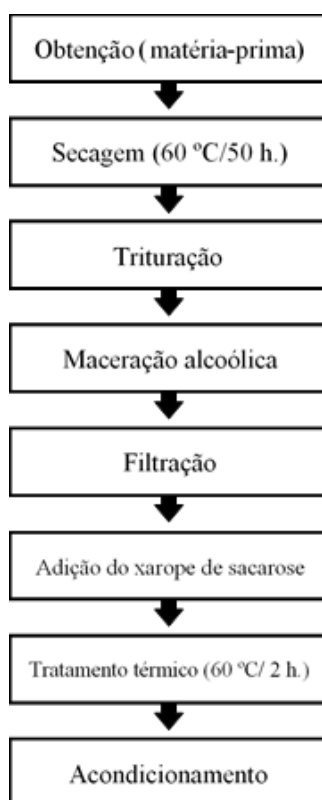 Obtenção ( matéria-prima)
Secagem (60 ºC/50 h.)
Trituração
Maceração alcoólica
Filtração
Adição do xarope de sacarose
Tratamento térmico (60 ºC/ 2 h.)
Acondicionamento